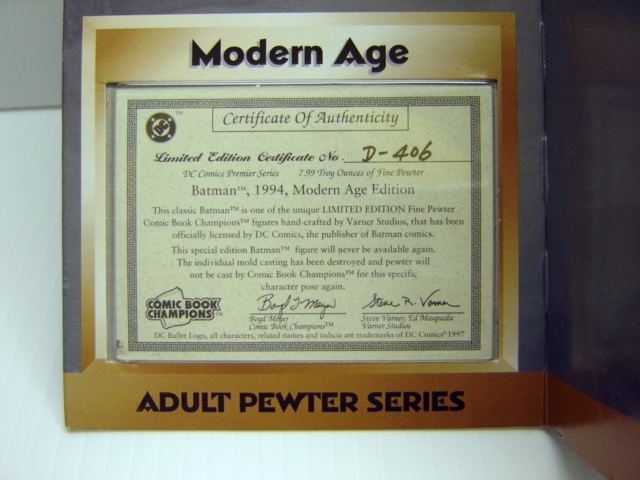 Modern Age
DC ™
Certificate Of Authenticity
Limited Edition Certificate No. D-406
DC Comics Premier Series 7.99 Troy Ounces of Fine Pewter
Batman™, 1994, Modern Age Edition
This classic Batman™ is one of the unique LIMITED EDITION Fine Pewter
Comic Book Champions™ figures hand-crafted by Varner Studios, that has been
officially licensed by DC Comics, the publisher of Batman comics.
This special edition Batman™ figure will never be available again.
The individual mold casting has been destroyed and pewter will
not be cast by Comic Book Champions™ for this specific
character pose again.
COMIC BOOK
CHAMPIONS™
Boyd Meyer
Comic Book Champions™
Steve R. Varner
Steve Varner, Ed Mosqueda
Varner Studios
DC Bullet Logo, all characters, related names and indicia are trademarks of DC Comics © 1997
ADULT PEWTER SERIES